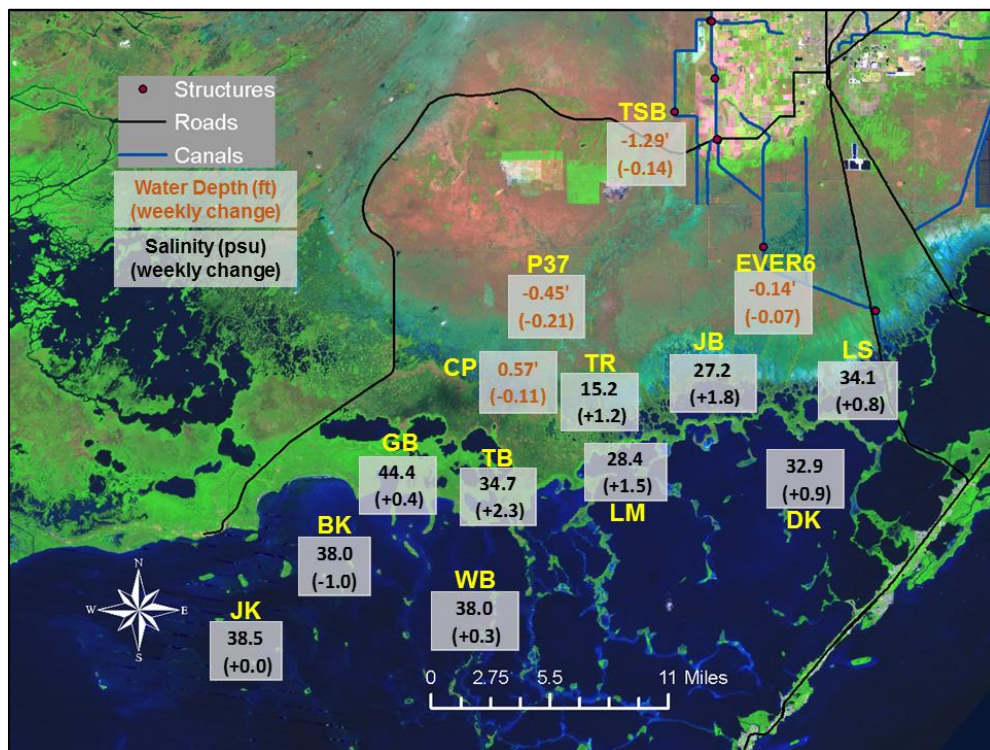 Structures
Roads
Canals
Water Depth (ft)
(weekly change)
Salinity (psu)
(weekly change)
TSB
-1.29'
(-0.14)
P37
-0.45'
(-0.21)
EVER6
-0.14'
(-0.07)
CP
0.57'
(-0.11)
TR
15.2
(+1.2)
JB
27.2
(+1.8)
LS
34.1
(+0.8)
GB
44.4
(+0.4)
TB
34.7
(+2.3)
28.4
(+1.5)
LM
32.9
(+0.9)
DK
BK
38.0
(-1.0)
WB
38.0
(+0.3)
JK
38.5
(+0.0)
N
W E
S
0 2.75 5.5 11 Miles